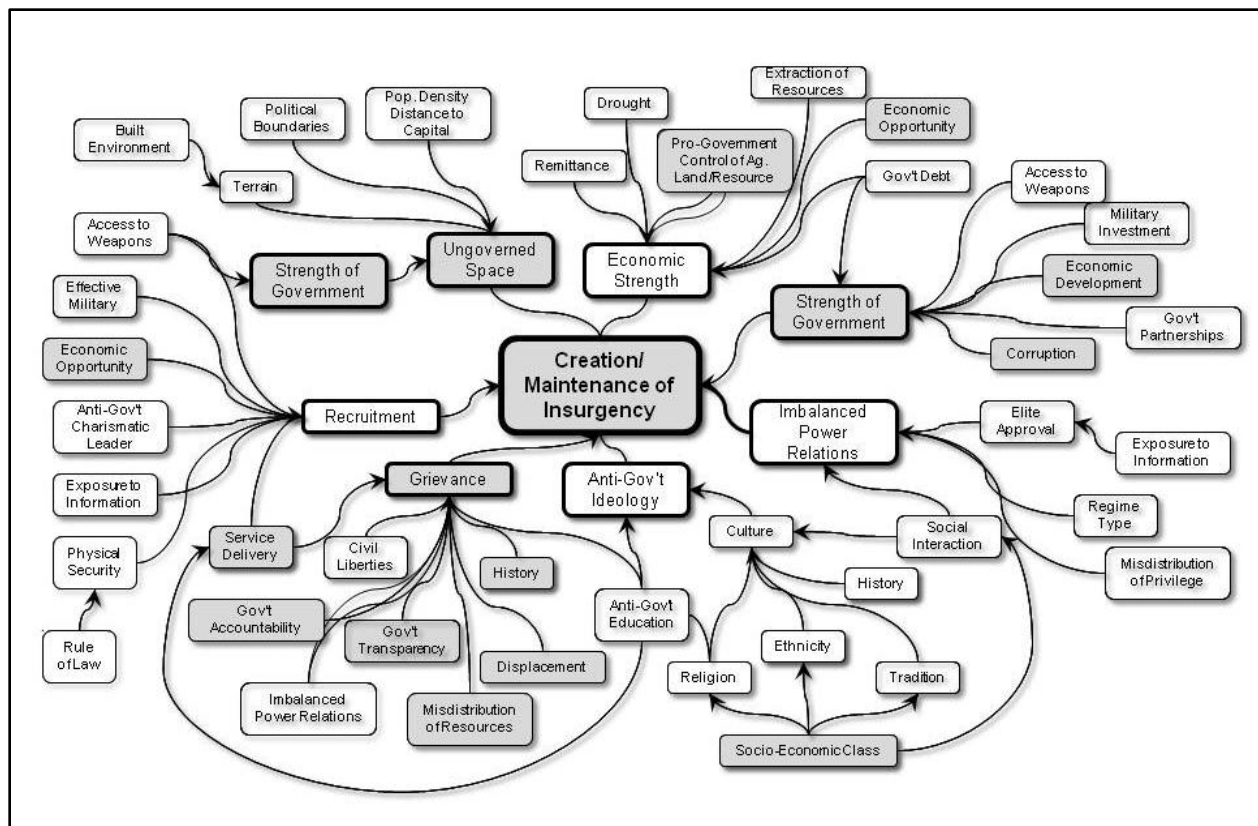 Extraction of
Resources
Drought
Pop. Density
Distance to
Capital
Political
Boundaries
Economic
Opportunity
Built
Environment
Pro-Government
Control of Ag.
Land/Resource
Remittance
Gov't Debt
Access to
Weapons
Terrain
Access to
Weapons
Military
Investment
Ungoverned
Space
Economic
Strength
Strength of
Government
Economic
Development
Effective
Military
Strength of
Government
Gov't
Partnerships
Corruption
Economic
Opportunity
Creation/
Maintenance of
Insurgency
Recruitment
Anti-Gov't
Charismatic
Leader
Imbalanced
Power
Relations
Elite
Approval
Exposure to
Information
Grievance
Anti-Gov't
Ideology
Exposure to
Information
Regime
Type
Service
Delivery
Civil
Liberties
Culture
Social
Interaction
Physical
Security
History
History
Misdistribution
of Privilege
Gov't
Accountability
Anti-Gov't
Education
Gov't
Transparency
Ethnicity
Rule
of Law
Displacement
Religion
Tradition
Imbalanced
Power Relations
Misdistribution
of Resources
Socio-Economic Class